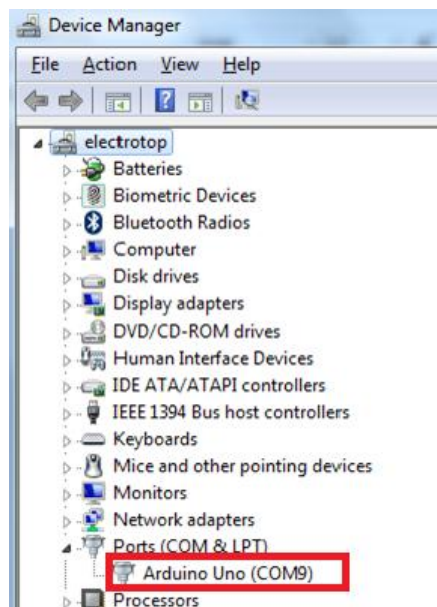 Device Manager
File Action View Help
electrotop
Batteries
Biometric Devices
Bluetooth Radios
Computer
Disk drives
Display adapters
DVD/CD-ROM drives
Human Interface Devices
IDE ATA/ATAPI controllers
IEEE 1394 Bus host controllers
Keyboards
Mice and other pointing devices
Monitors
Network adapters
Ports (COM & LPT)
Arduino Uno (COM9)
Processors